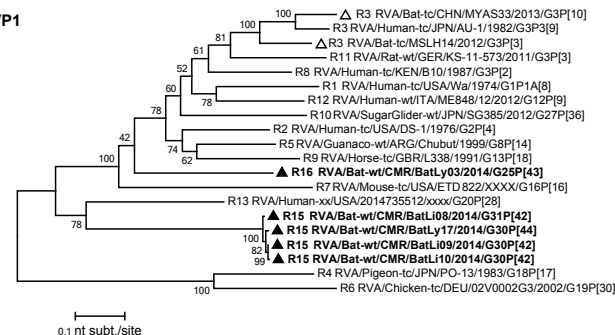 VP1
100 R3 RVA/Bat-tc/CHN/MYAS33/2013/G3P[10]
R3 RVA/Human-tc/JPN/AU-1/1982/G3P3[9]
100
81 R3 RVA/Bat-tc/MSLH14/2012/G3P[3]
61 R11 RVA/Rat-wt/GER/KS-11-573/2011/G3P[3]
52 R8 RVA/Human-tc/KEN/B10/1987/G3P[2]
60 R1 RVA/Human-tc/USA/Wa/1974/G1P1A[8]
78 R12 RVA/Human-wt/ITA/ME848/12/2012/G12P[9]
78 R10 RVA/SugarGlider-wt/JPN/SG385/2012/G27P[36]
R2 RVA/Human-tc/USA/DS-1/1976/G2P[4]
74 R5 RVA/Guanaco-wt/ARG/Chubut/1999/G8P[14]
42 62 R9 RVA/Horse-tc/GBR/L338/1991/G13P[18]
100 R16 RVA/Bat-wt/CMR/BatLy03/2014/G25P[43]
R7 RVA/Mouse-tc/USA/ETD 822/XXXX/G16P[16]
R13 RVA/Human-xx/USA/2014735512/xxxx/G20P[28]
78 R15 RVA/Bat-wt/CMR/BatLi08/2014/G31P[42]
100 R15 RVA/Bat-wt/CMR/BatLy17/2014/G30P[44]
82 R15 RVA/Bat-wt/CMR/BatLi09/2014/G30P[42]
99 R15 RVA/Bat-wt/CMR/BatLi10/2014/G30P[42]
R4 RVA/Pigeon-tc/JPN/PO-13/1983/G18P[17]
100 R6 RVA/Chicken-tc/DEU/02V0002G3/2002/G19P[30]
0.1 nt subt./site